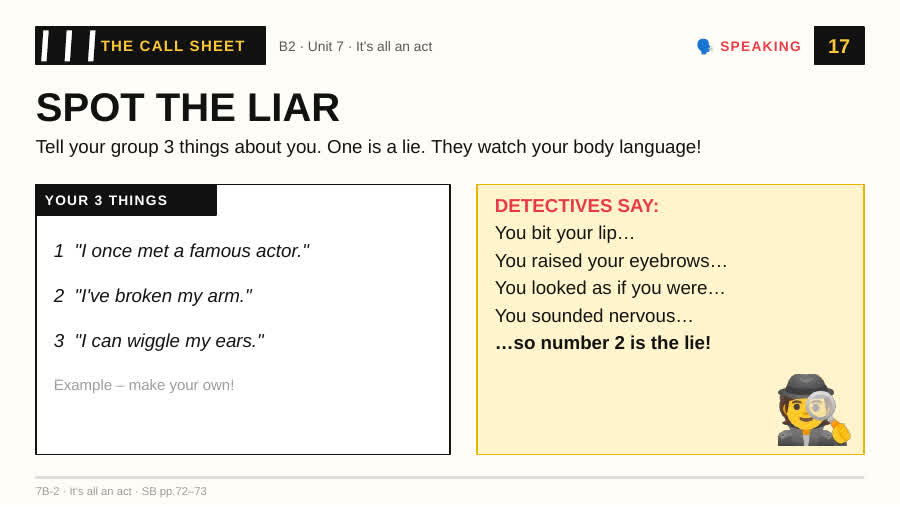 THE CALL SHEET
B2 · Unit 7 · It's all an act
SPEAKING
17
SPOT THE LIAR
Tell your group 3 things about you. One is a lie. They watch your body language!
YOUR 3 THINGS
1 "I once met a famous actor."
2 "I've broken my arm."
3 "I can wiggle my ears."
Example – make your own!
DETECTIVES SAY:
You bit your lip…
You raised your eyebrows…
You looked as if you were…
You sounded nervous…
…so number 2 is the lie!
7B-2 · It's all an act · SB pp.72–73